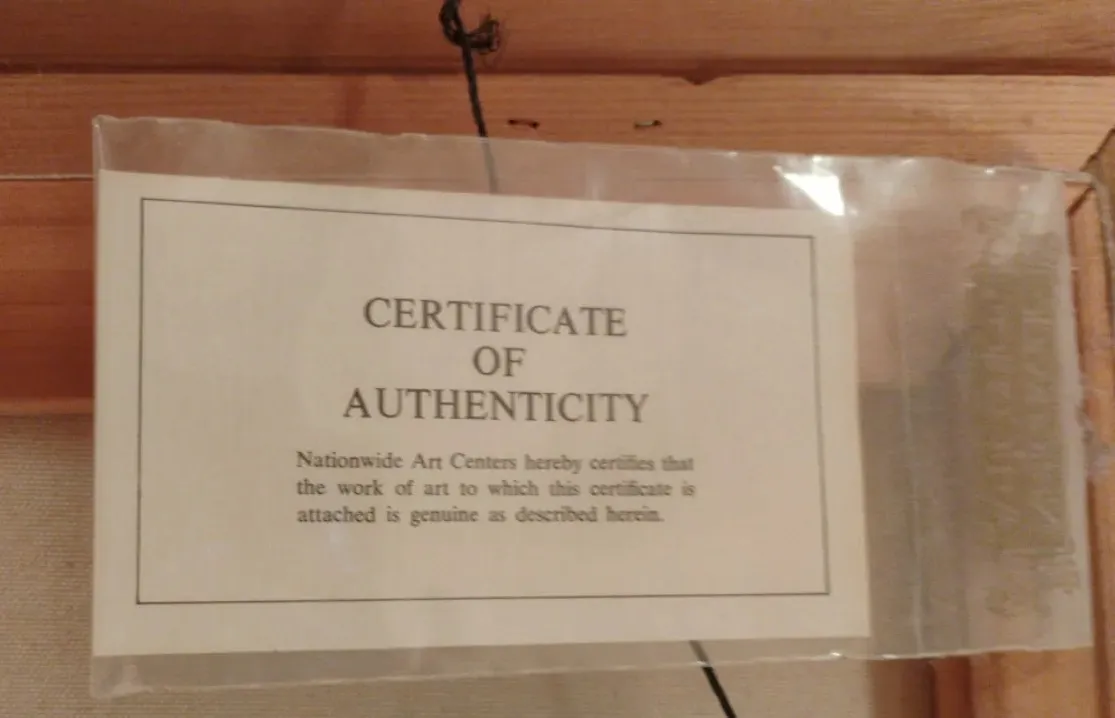 CERTIFICATE
OF
AUTHENTICITY
Nationwide Art Centers hereby certifies that
the work of art to which this certificate is
attached is genuine as described herein.